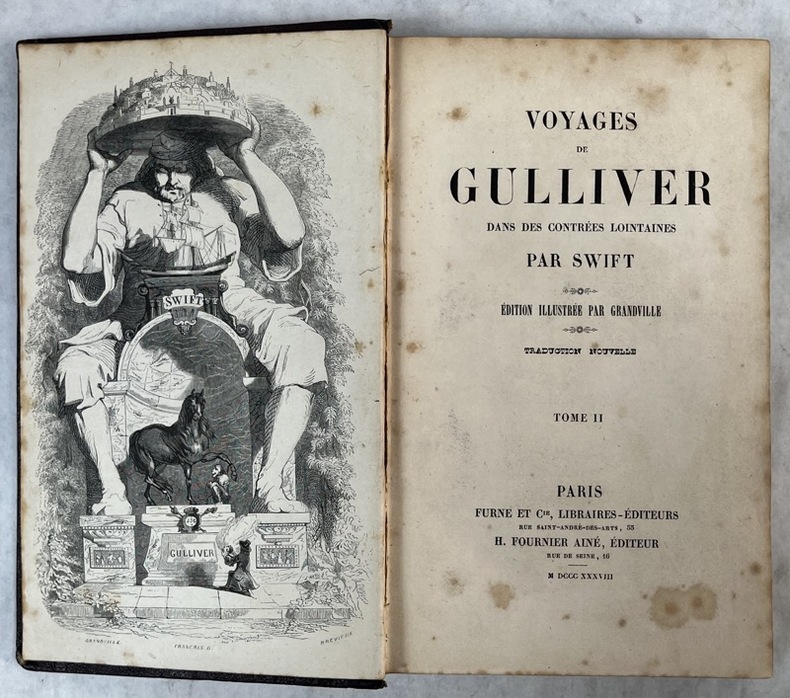 SWIFT
GULLIVER
GRANDVILLE
BREVIERE
VOYAGES
DE
GULLIVER
DANS DES CONTRÉES LOINTAINES
PAR SWIFT
ÉDITION ILLUSTRÉE PAR GRANDVILLE
TRADUCTION NOUVELLE
TOME II
PARIS
FURNE ET Cie, LIBRAIRES-ÉDITEURS
RUE SAINT-ANDRÉ-DES-ARTS, 55
H. FOURNIER AINÉ, ÉDITEUR
RUE DE SEINE, 16
M DCCC XXXVIII